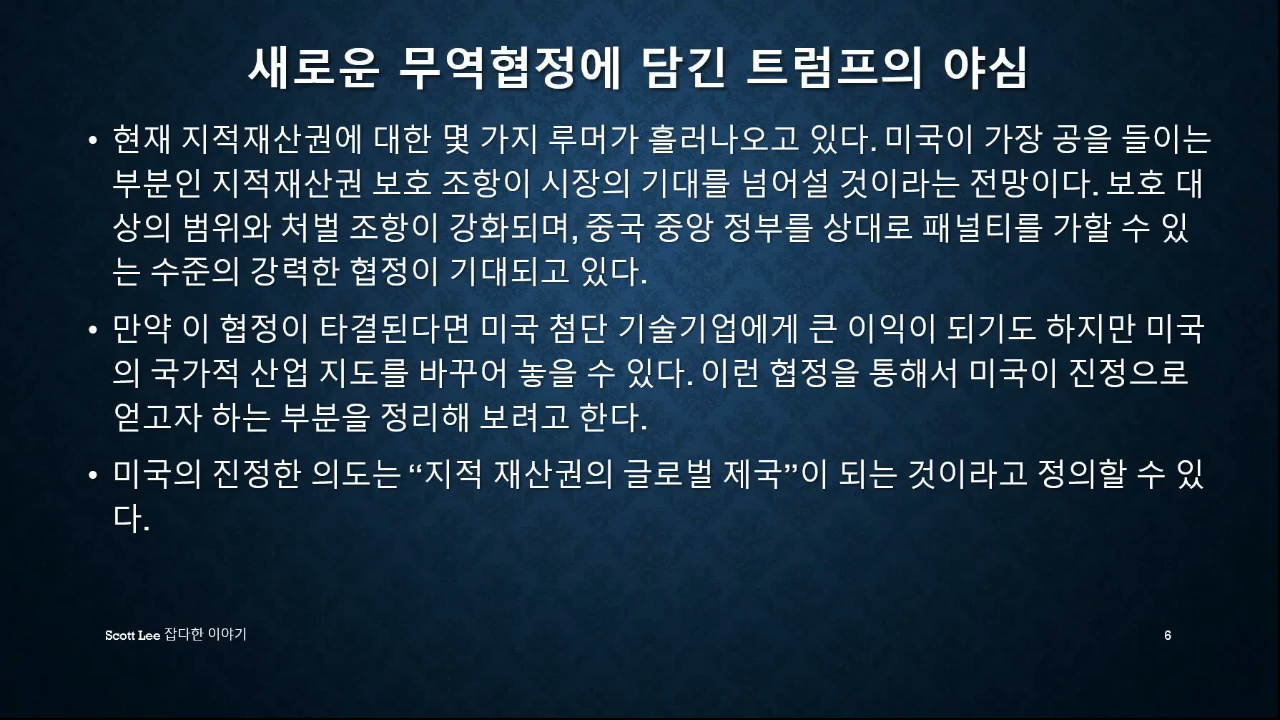 새로운 무역협정에 담긴 트럼프의 야심
• 현재 지적재산권에 대한 몇 가지 루머가 흘러나오고 있다. 미국이 가장 공을 들이는
부분인 지적재산권 보호 조항이 시장의 기대를 넘어설 것이라는 전망이다. 보호 대
상의 범위와 처벌 조항이 강화되며, 중국 중앙 정부를 상대로 패널티를 가할 수 있
는 수준의 강력한 협정이 기대되고 있다.
• 만약 이 협정이 타결된다면 미국 첨단 기술기업에게 큰 이익이 되기도 하지만 미국
의 국가적 산업 지도를 바꾸어 놓을 수 있다. 이런 협정을 통해서 미국이 진정으로
얻고자 하는 부분을 정리해 보려고 한다.
• 미국의 진정한 의도는 “지적 재산권의 글로벌 제국”이 되는 것이라고 정의할 수 있
다.
Scott Lee 잡다한 이야기
6